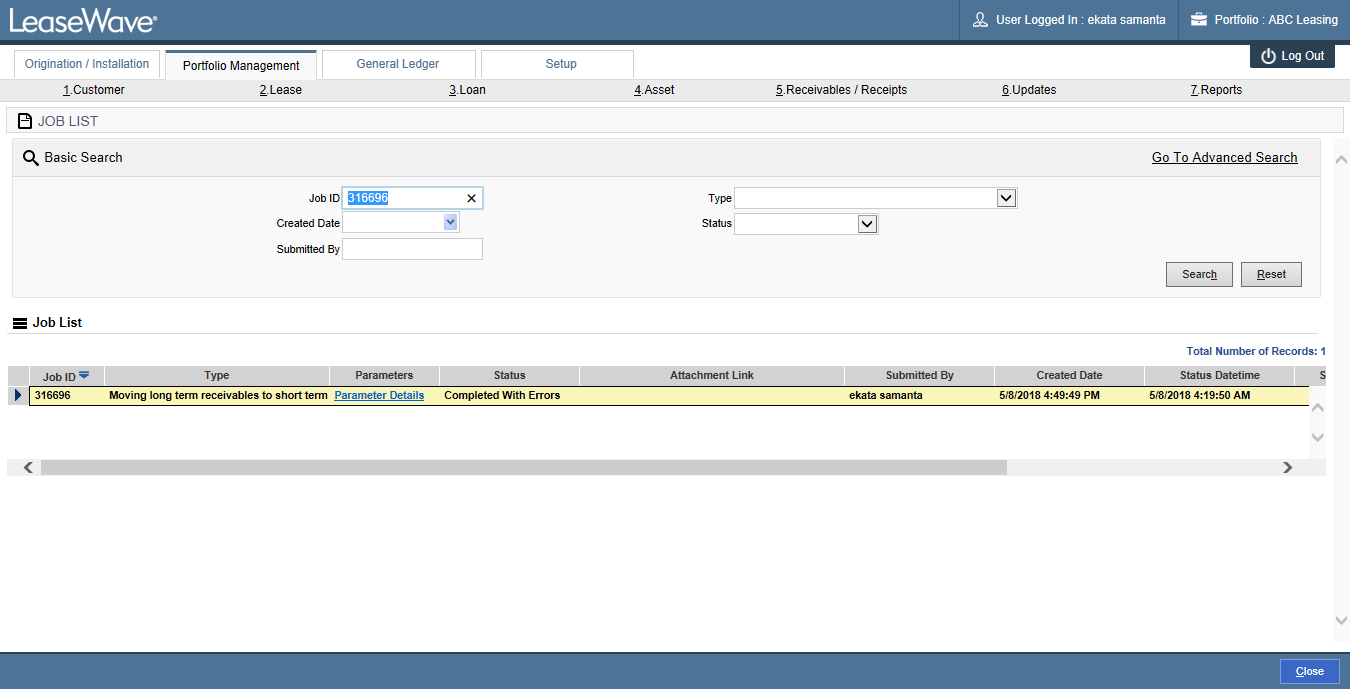 LeaseWave®
User Logged In : ekata samanta
Portfolio : ABC Leasing
Log Out
Origination / Installation
Portfolio Management
General Ledger
Setup
1.Customer
2.Lease
3.Loan
4.Asset
5.Receivables / Receipts
6.Updates
7.Reports
JOB LIST
Basic Search
Go To Advanced Search
Job ID 316696
Type
Created Date
Status
Submitted By
Search
Reset
Job List
Total Number of Records: 1
Job ID Type Parameters Status Attachment Link Submitted By Created Date Status Datetime S
316696 Moving long term receivables to short term Parameter Details Completed With Errors ekata samanta 5/8/2018 4:49:49 PM 5/8/2018 4:19:50 AM
Close